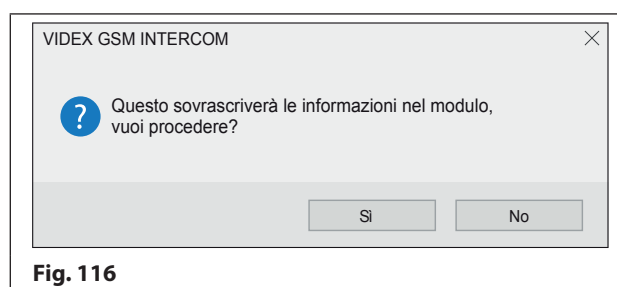 VIDEX GSM INTERCOM
Questo sovrascriverà le informazioni nel modulo,
vuoi procedere?
Sì
No
Fig. 116